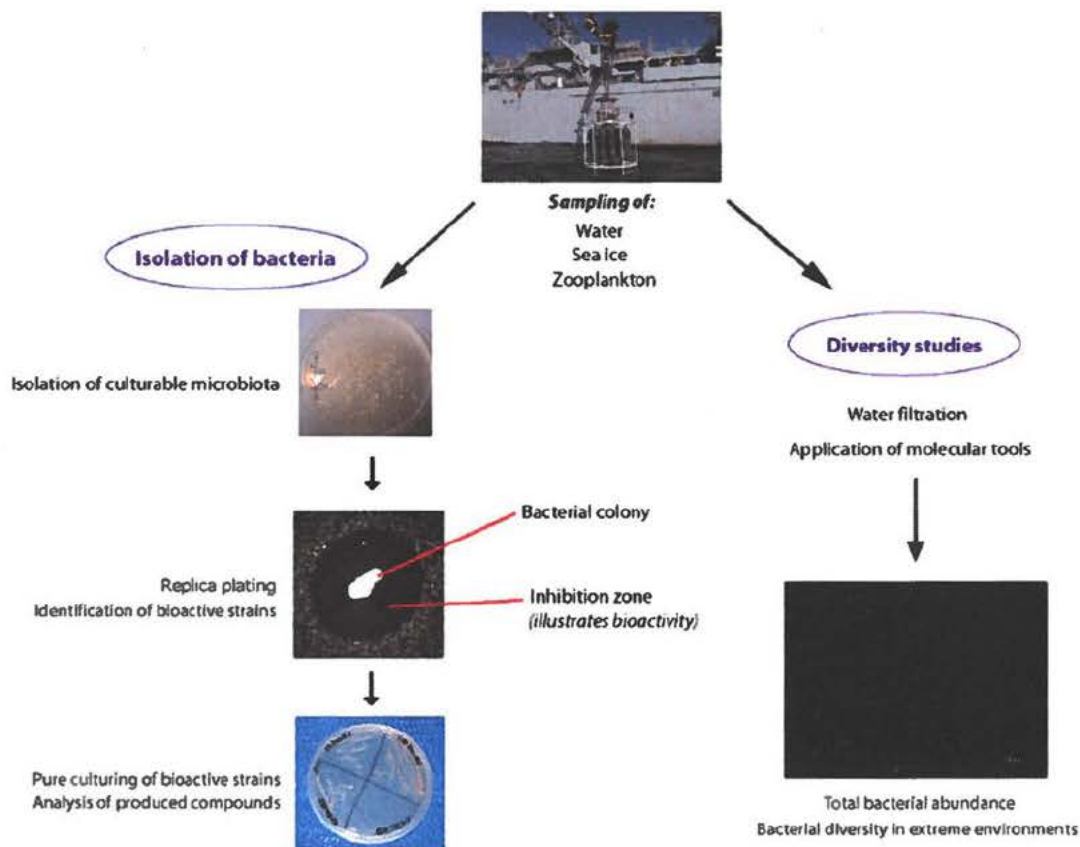 Sampling of:
Water
Sea ice
Zooplankton
Isolation of bacteria
Isolation of culturable microbiota
Replica plating
Identification of bioactive strains
Bacterial colony
Inhibition zone
(illustrates bioactivity)
Pure culturing of bioactive strains
Analysis of produced compounds
Diversity studies
Water filtration
Application of molecular tools
Total bacterial abundance
Bacterial diversity in extreme environments